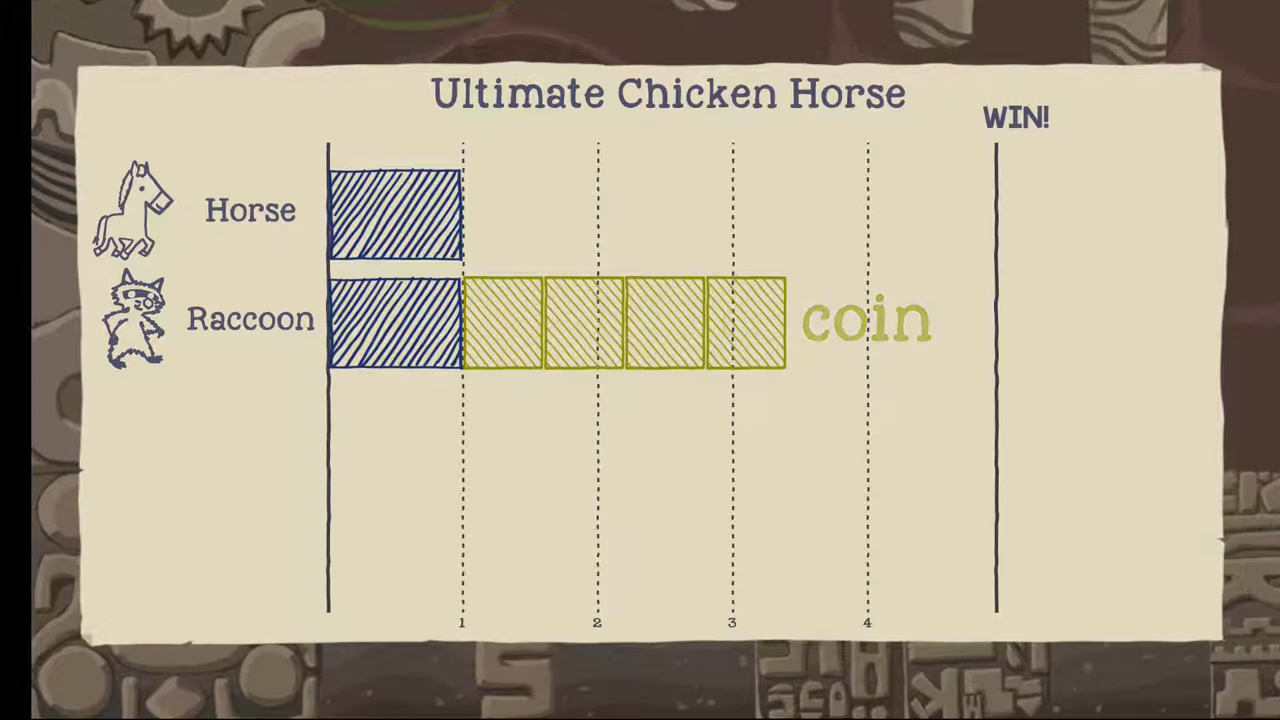 Ultimate Chicken Horse
WIN!
Horse
Raccoon
coin
1 2 3 4